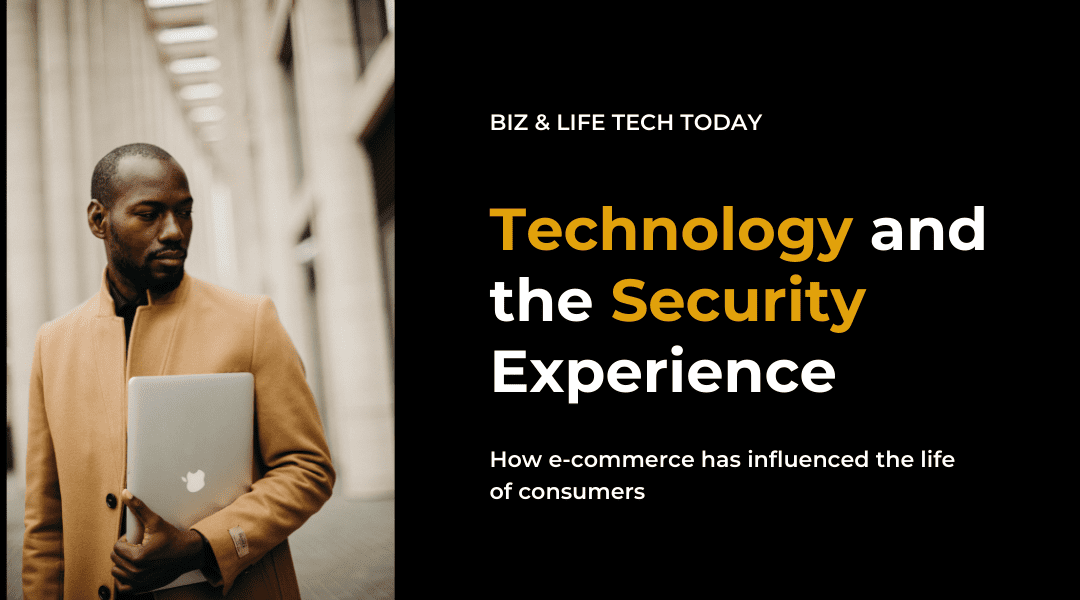 BIZ & LIFE TECH TODAY
Technology and
the Security
Experience
How e-commerce has influenced the life
of consumers